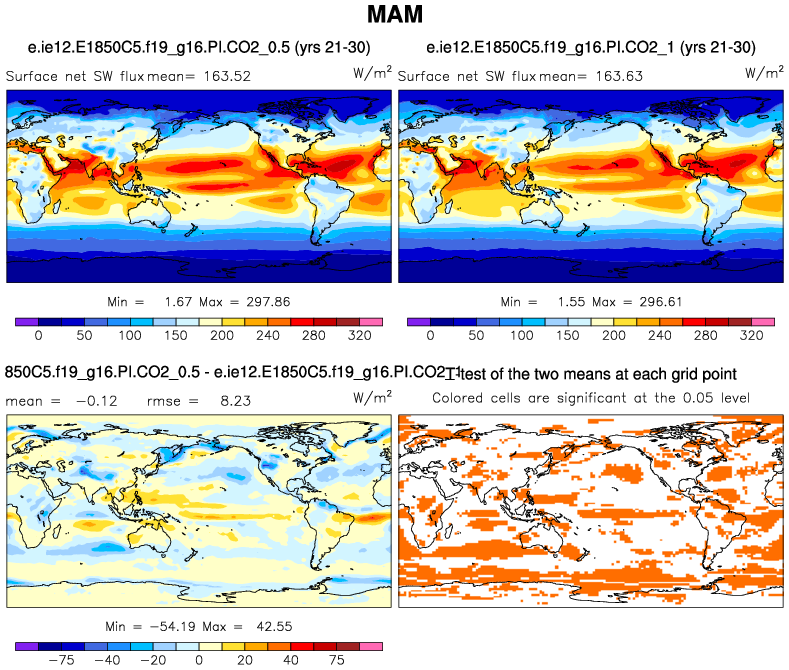 MAM
e.ie12.E1850C5.f19_g16.PI.CO2_0.5 (yrs 21-30)
Surface net SW flux mean= 163.52 W/m²
Min = 1.67 Max = 297.86
0 50 100 150 200 240 280 320
e.ie12.E1850C5.f19_g16.PI.CO2_1 (yrs 21-30)
Surface net SW flux mean= 163.63 W/m²
Min = 1.55 Max = 296.61
0 50 100 150 200 240 280 320
850C5.f19_g16.PI.CO2_0.5 - e.ie12.E1850C5.f19_g16.PI.CO2_1
mean = -0.12 rmse = 8.23 W/m²
Min = -54.19 Max = 42.55
-75 -40 -20 0 20 40 75
T-test of the two means at each grid point
Colored cells are significant at the 0.05 level